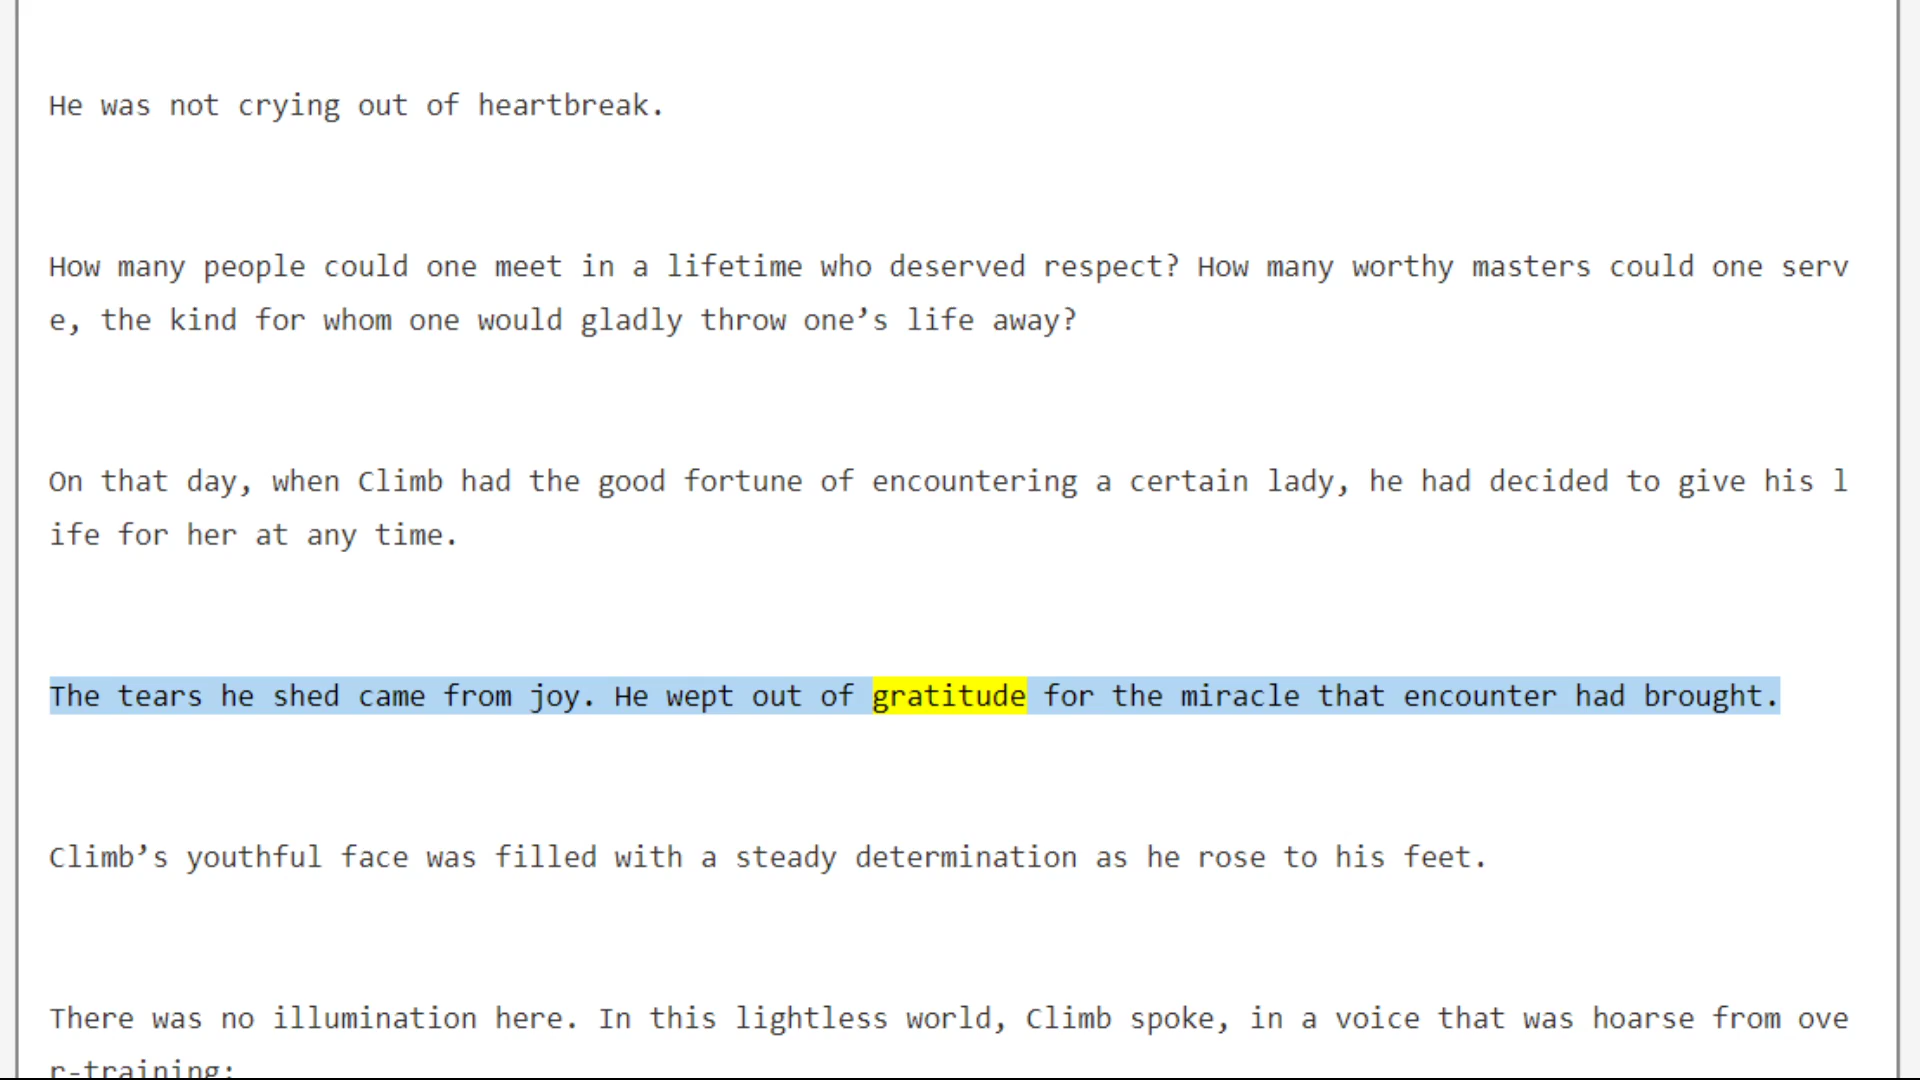 He was not crying out of heartbreak.
How many people could one meet in a lifetime who deserved respect? How many worthy masters could one serv
e, the kind for whom one would gladly throw one’s life away?
On that day, when Climb had the good fortune of encountering a certain lady, he had decided to give his l
ife for her at any time.
The tears he shed came from joy. He wept out of gratitude for the miracle that encounter had brought.
Climb’s youthful face was filled with a steady determination as he rose to his feet.
There was no illumination here. In this lightless world, Climb spoke, in a voice that was hoarse from ove
r-training: